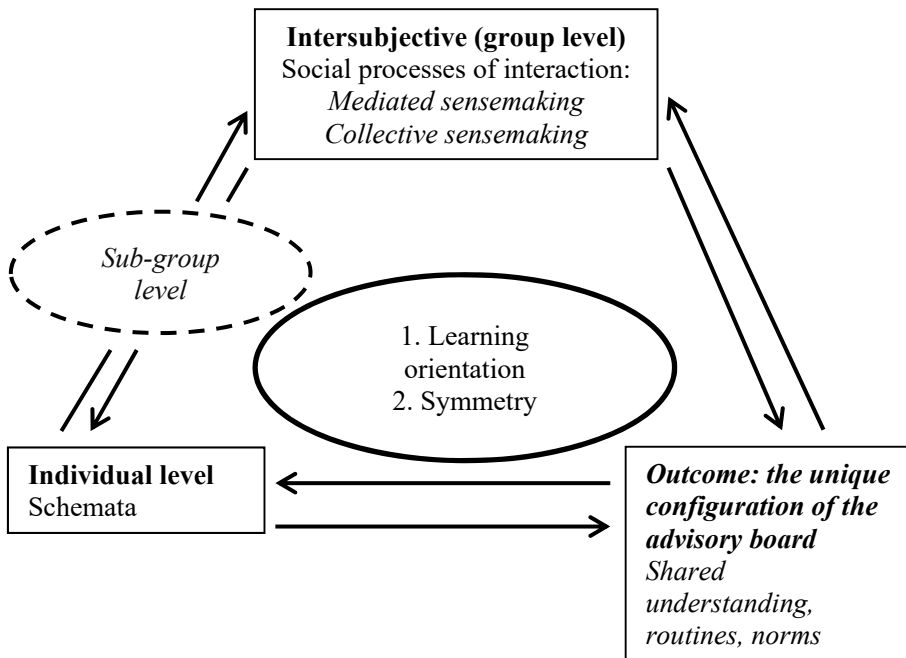 Intersubjective (group level)
Social processes of interaction:
Mediated sensemaking
Collective sensemaking
Sub-group
level
1. Learning
orientation
2. Symmetry
Individual level
Schemata
Outcome: the unique
configuration of the
advisory board
Shared
understanding,
routines, norms